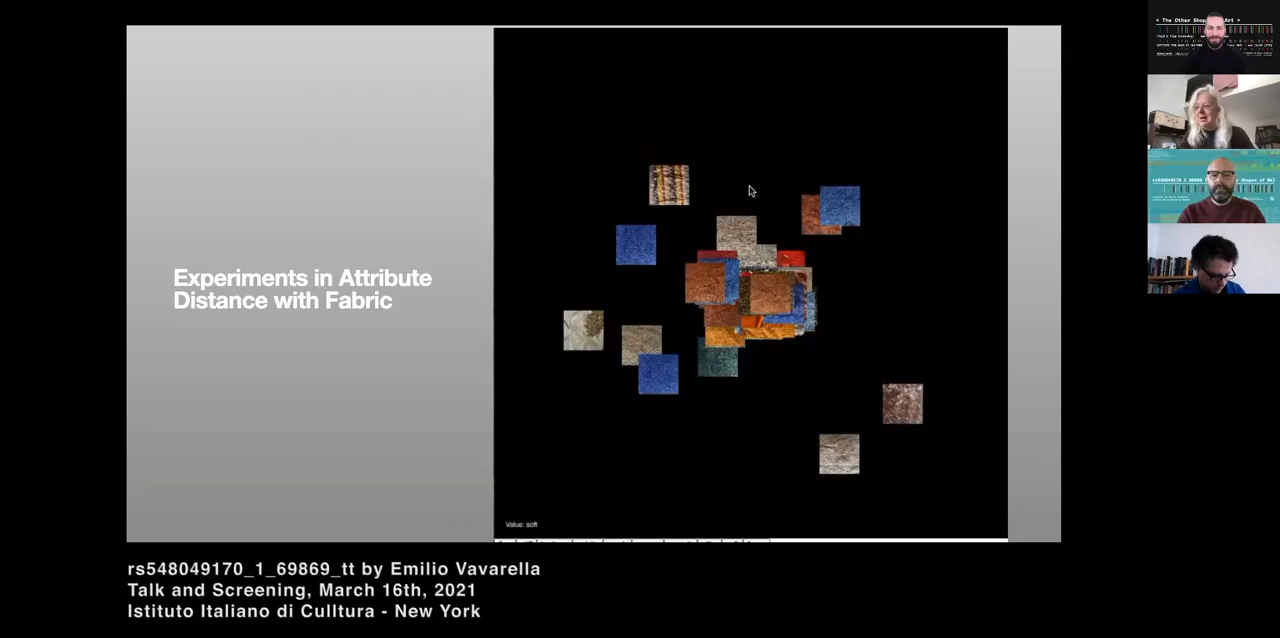 Experiments in Attribute
Distance with Fabric
Value: soft
rs548049170_1_69869_tt by Emilio Vavarella
Talk and Screening, March 16th, 2021
Istituto Italiano di Culltura - New York